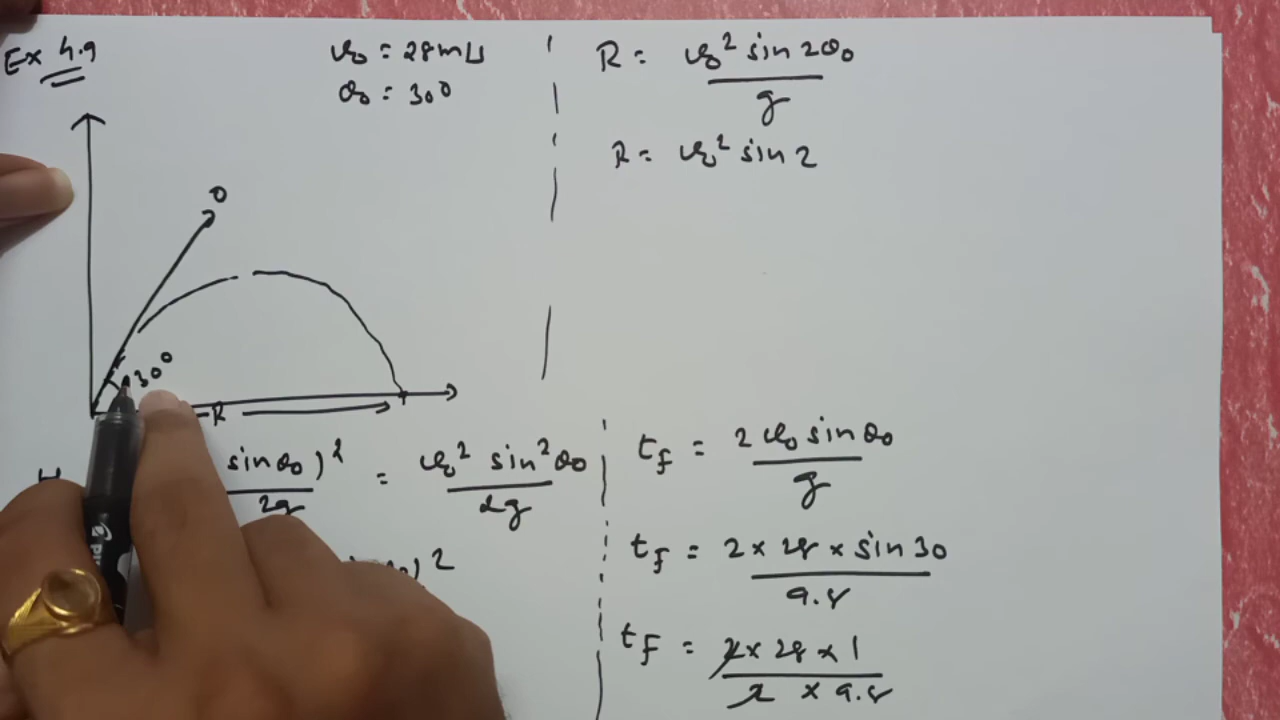 Ex 4.9
v₀ = 28 m/s
θ₀ = 30°
30°
R
sinθ₀)² / 2g = v₀² sin²θ₀ / 2g
)²
R = v₀² sin 2θ₀ / g
R = v₀² sin 2
t_f = 2 v₀ sin θ₀ / g
t_f = 2 × 28 × sin 30 / 9.8
t_f = 2 × 28 × 1 / 2 × 9.8